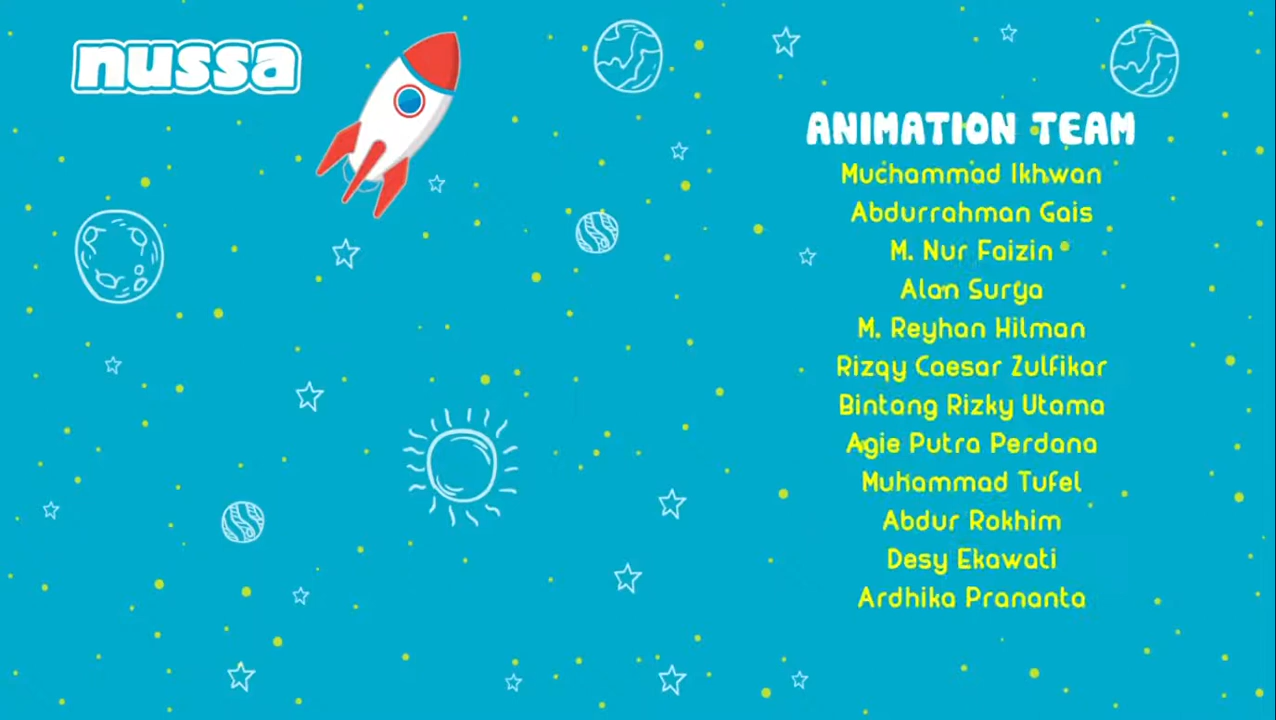 nussa
ANIMATION TEAM
Muchammad Ikhwan
Abdurrahman Gais
M. Nur Faizin
Alan Surya
M. Reyhan Hilman
Rizqy Caesar Zulfikar
Bintang Rizky Utama
Agie Putra Perdana
Muhammad Tufel
Abdur Rokhim
Desy Ekawati
Ardhika Prananta